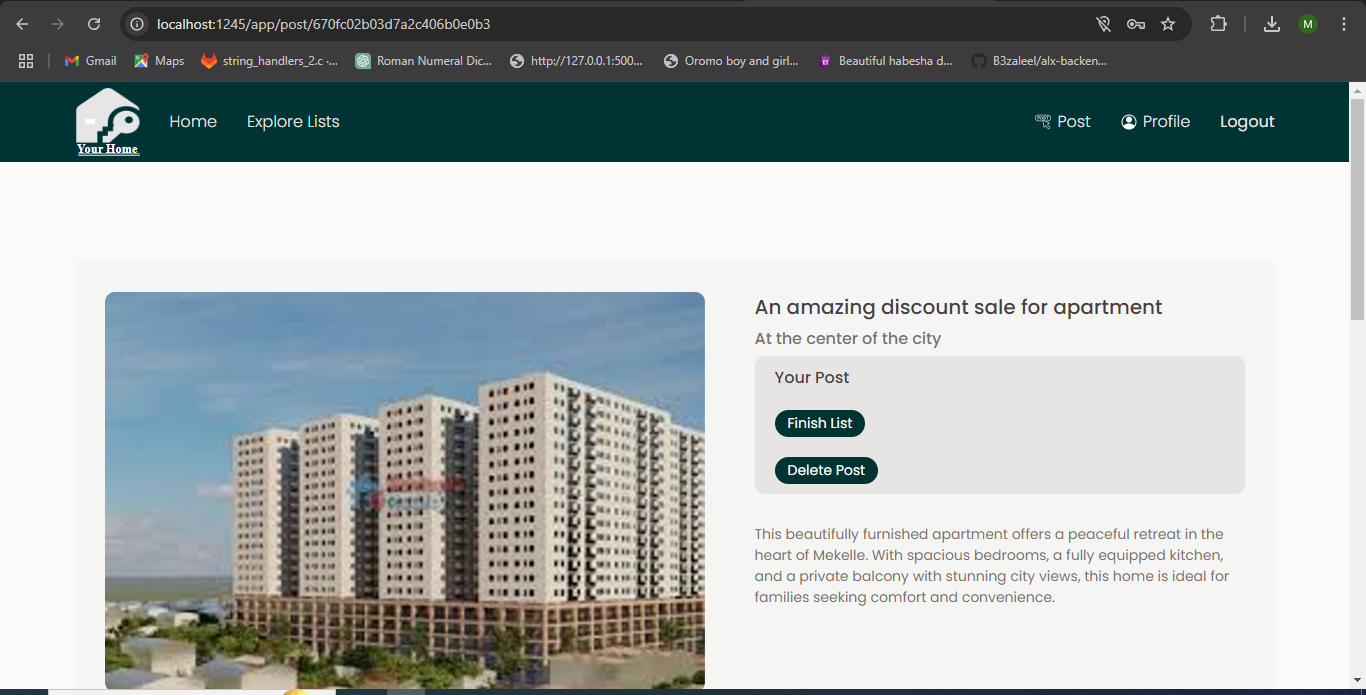 localhost:1245/app/post/670fc02b03d7a2c406b0e0b3
M
Gmail
Maps
string_handlers_2.c ·...
Roman Numeral Dic...
http://127.0.0.1:500...
Oromo boy and girl...
Beautiful habesha d...
B3zaleel/alx-backen...
Your Home
Home
Explore Lists
Post
Profile
Logout
An amazing discount sale for apartment
At the center of the city
Your Post
Finish List
Delete Post
This beautifully furnished apartment offers a peaceful retreat in the
heart of Mekelle. With spacious bedrooms, a fully equipped kitchen,
and a private balcony with stunning city views, this home is ideal for
families seeking comfort and convenience.